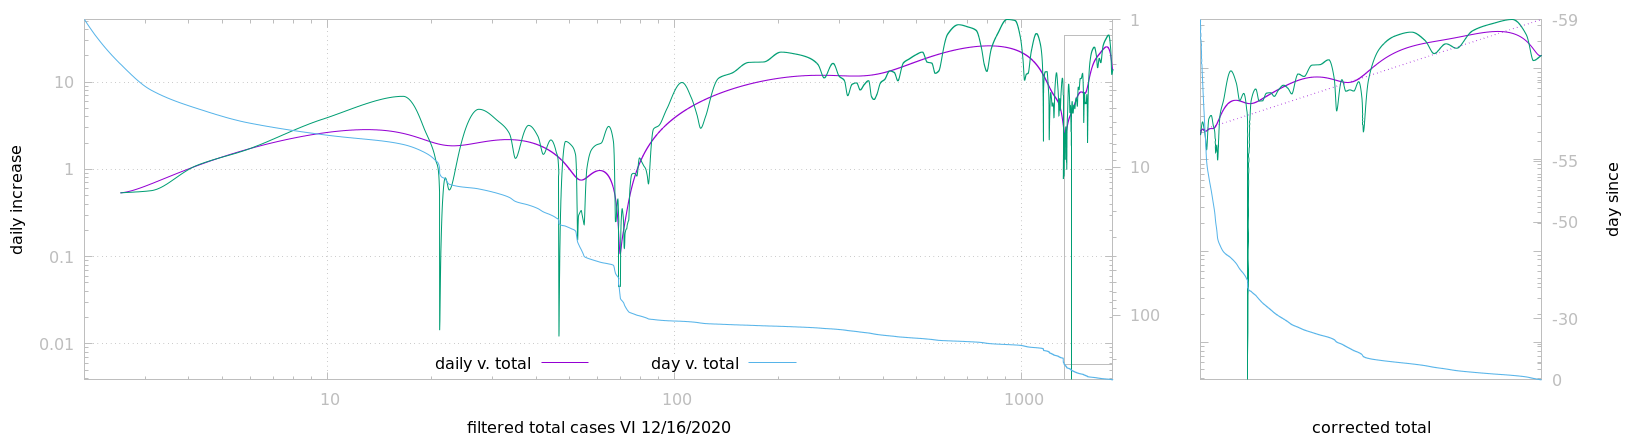 1
-59
10
daily increase
1
10
-55
-50
day since
0.1
100
-30
0.01
daily v. total
day v. total
0
10
100
1000
filtered total cases VI 12/16/2020
corrected total